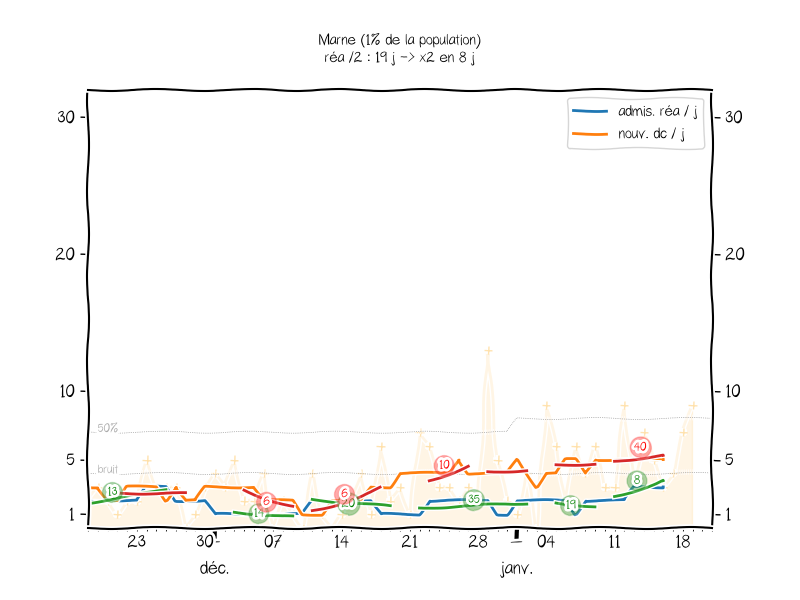 Marne (1% de la population)
réa /2 : 19 j -> x2 en 8 j
admis. réa / j
nouv. dc / j
30 30
20 20
10 10
50%
5 5
bruit
1 1
13 14 6 6 20 10 35 19 40 8
23 30 07 14 21 28 04 11 18
déc. janv.